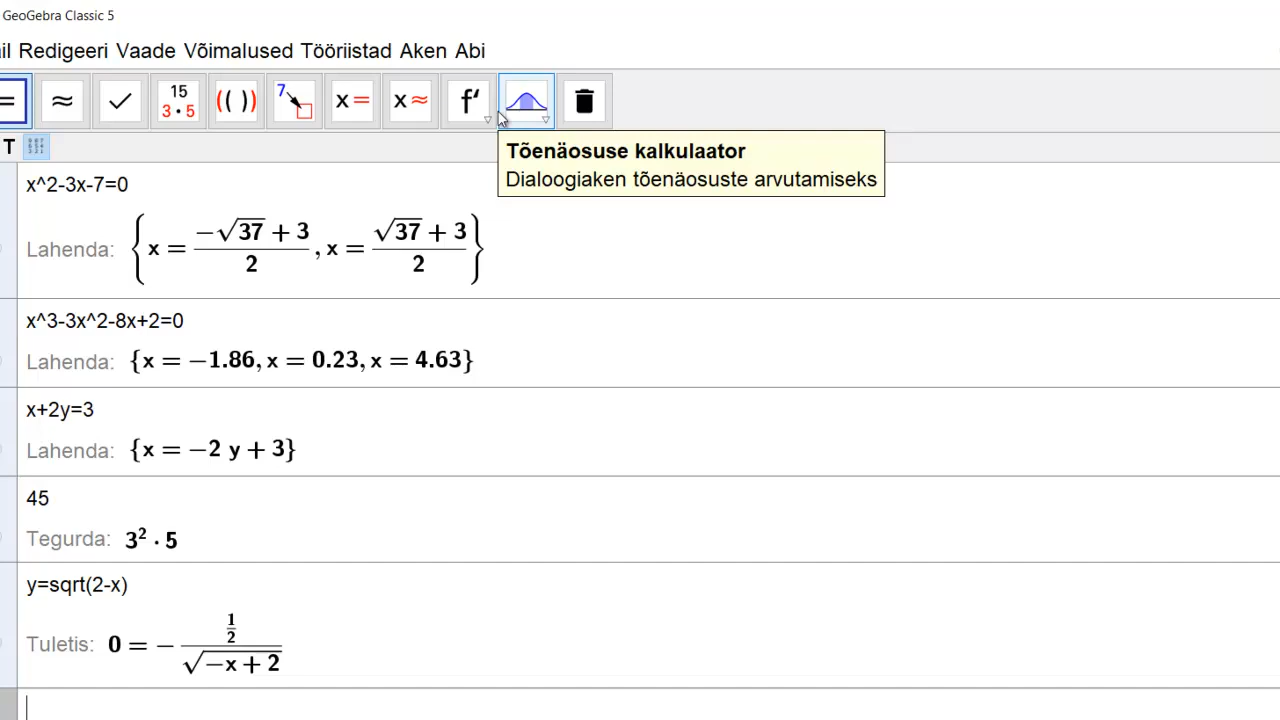 GeoGebra Classic 5
il Redigeeri Vaade Võimalused Tööriistad Aken Abi
= ≈ ✓ 15 3·5 (( )) 7 x= x≈ f‘
T
Tõenäosuse kalkulaator
Dialoogiaken tõenäosuste arvutamiseks
x^2-3x-7=0
Lahenda: {x = (−√37 + 3)/2, x = (√37 + 3)/2}
x^3-3x^2-8x+2=0
Lahenda: {x = −1.86, x = 0.23, x = 4.63}
x+2y=3
Lahenda: {x = −2 y + 3}
45
Tegurda: 3² · 5
y=sqrt(2-x)
Tuletis: 0 = −(1/2)/√(−x + 2)